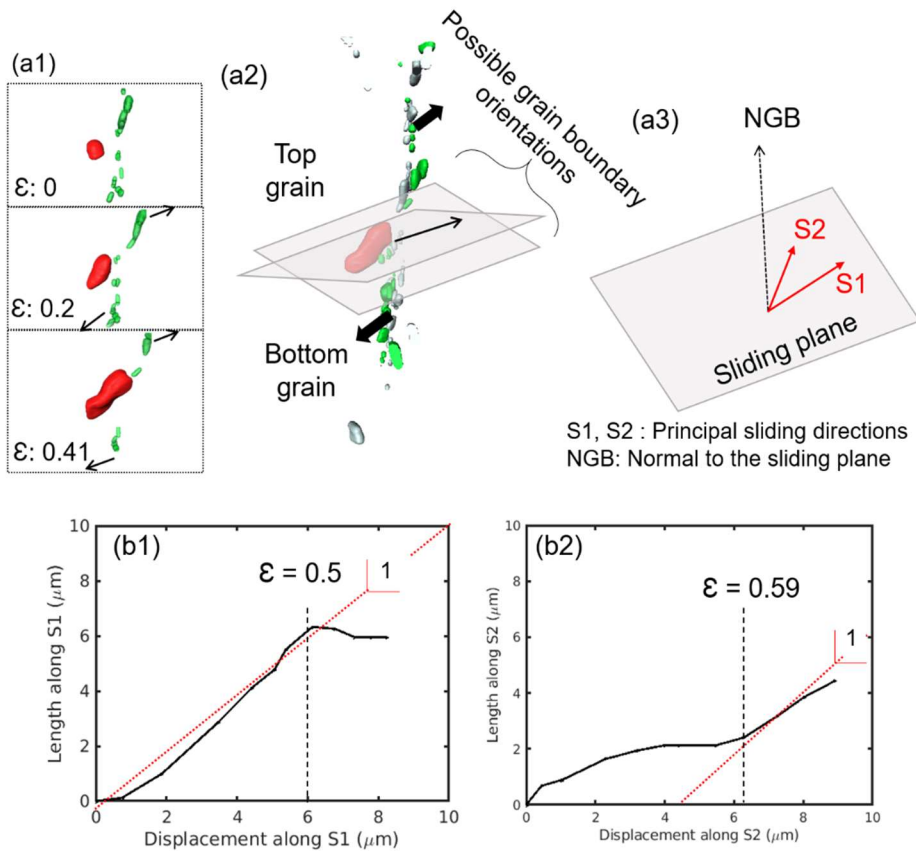 (a1)
Ɛ: 0
Ɛ: 0.2
Ɛ: 0.41
(a2)
Top
grain
Bottom
grain
Possible grain boundary
orientations
(a3)
NGB
S2
S1
Sliding plane
S1, S2 : Principal sliding directions
NGB: Normal to the sliding plane
(b1)
Ɛ = 0.5
1
Length along S1 (μm)
10
8
6
4
2
0
0 2 4 6 8 10
Displacement along S1 (μm)
(b2)
Ɛ = 0.59
1
Length along S2 (μm)
10
8
6
4
2
0
0 2 4 6 8 10
Displacement along S2 (μm)